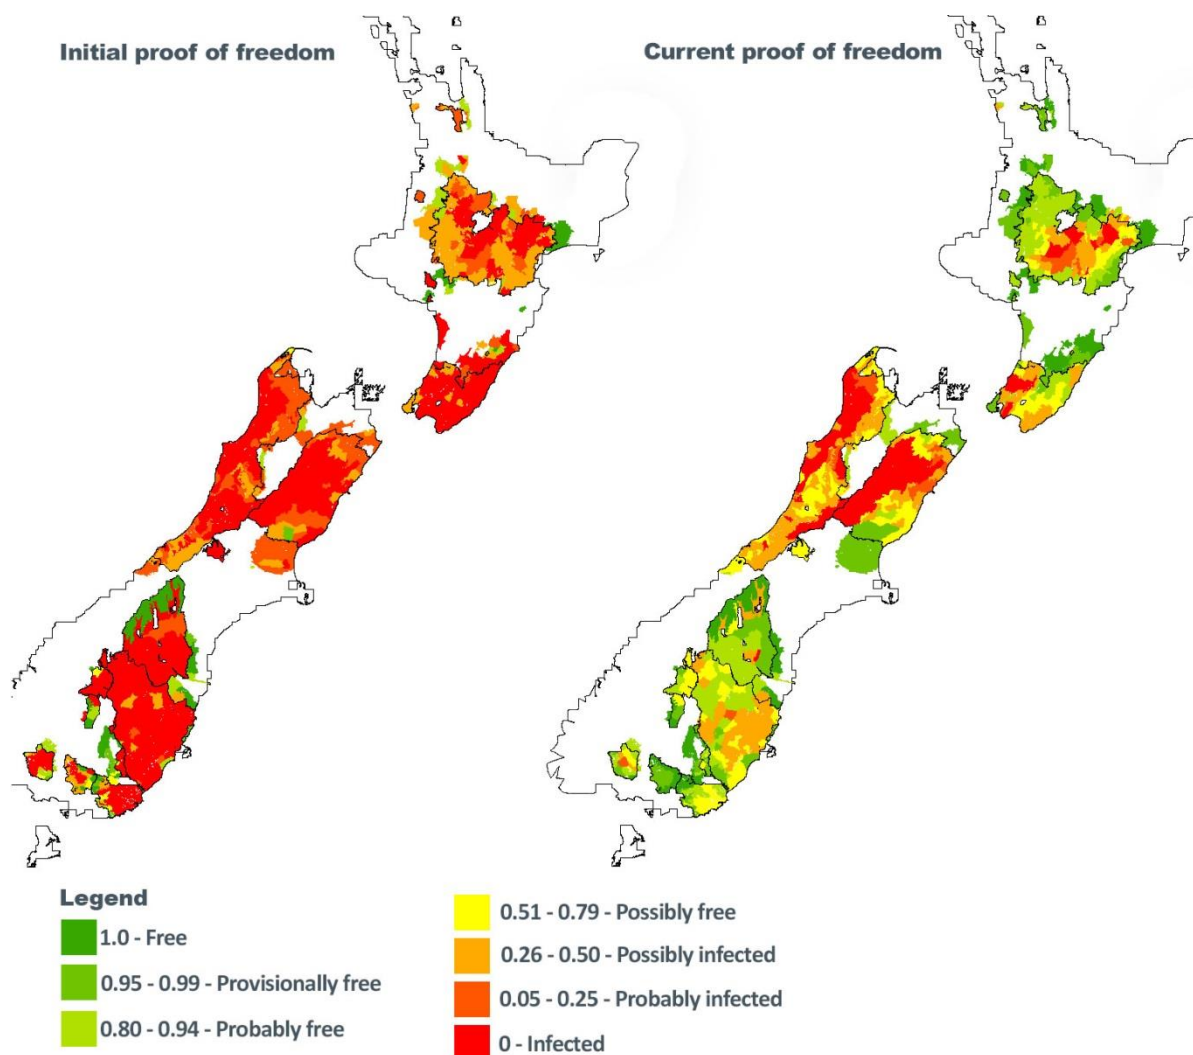 Initial proof of freedom
Current proof of freedom
Legend
1.0 - Free
0.95 - 0.99 - Provisionally free
0.80 - 0.94 - Probably free
0.51 - 0.79 - Possibly free
0.26 - 0.50 - Possibly infected
0.05 - 0.25 - Probably infected
0 - Infected